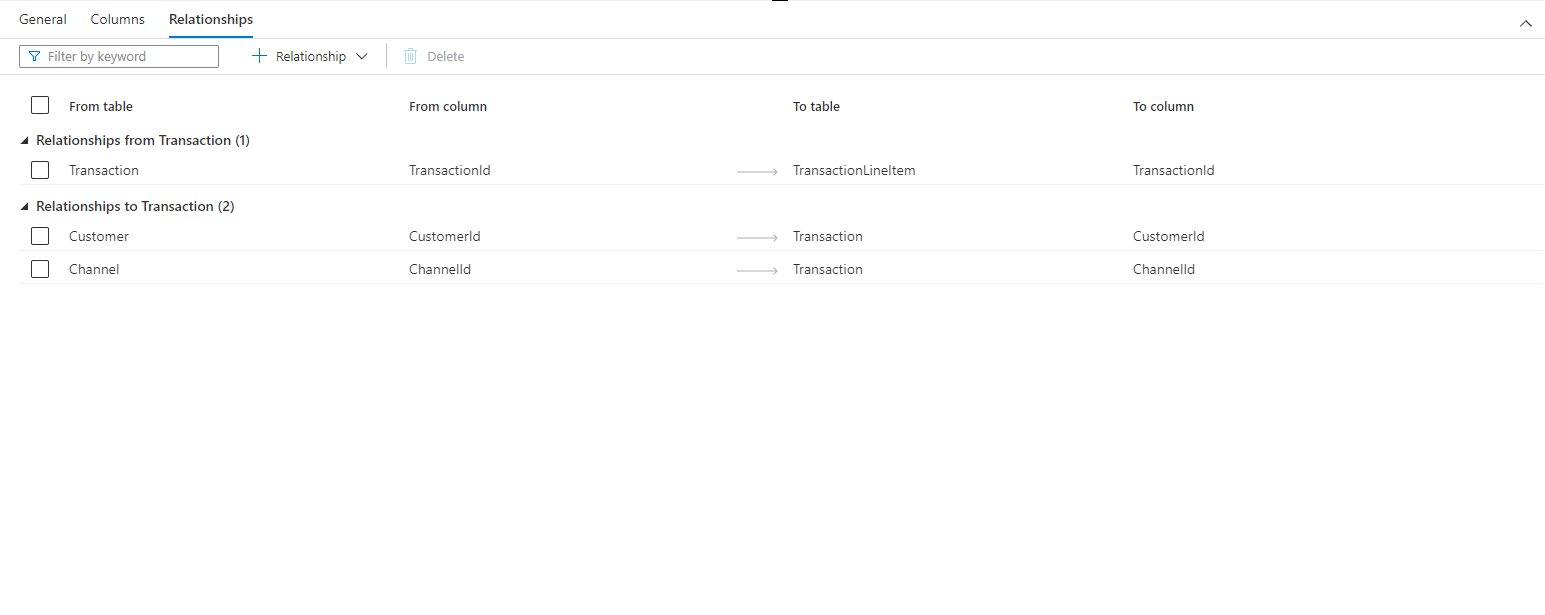 General Columns Relationships
Filter by keyword Relationship Delete
From table From column To table To column
Relationships from Transaction (1)
Transaction TransactionId TransactionLineItem TransactionId
Relationships to Transaction (2)
Customer CustomerId Transaction CustomerId
Channel ChannelId Transaction ChannelId